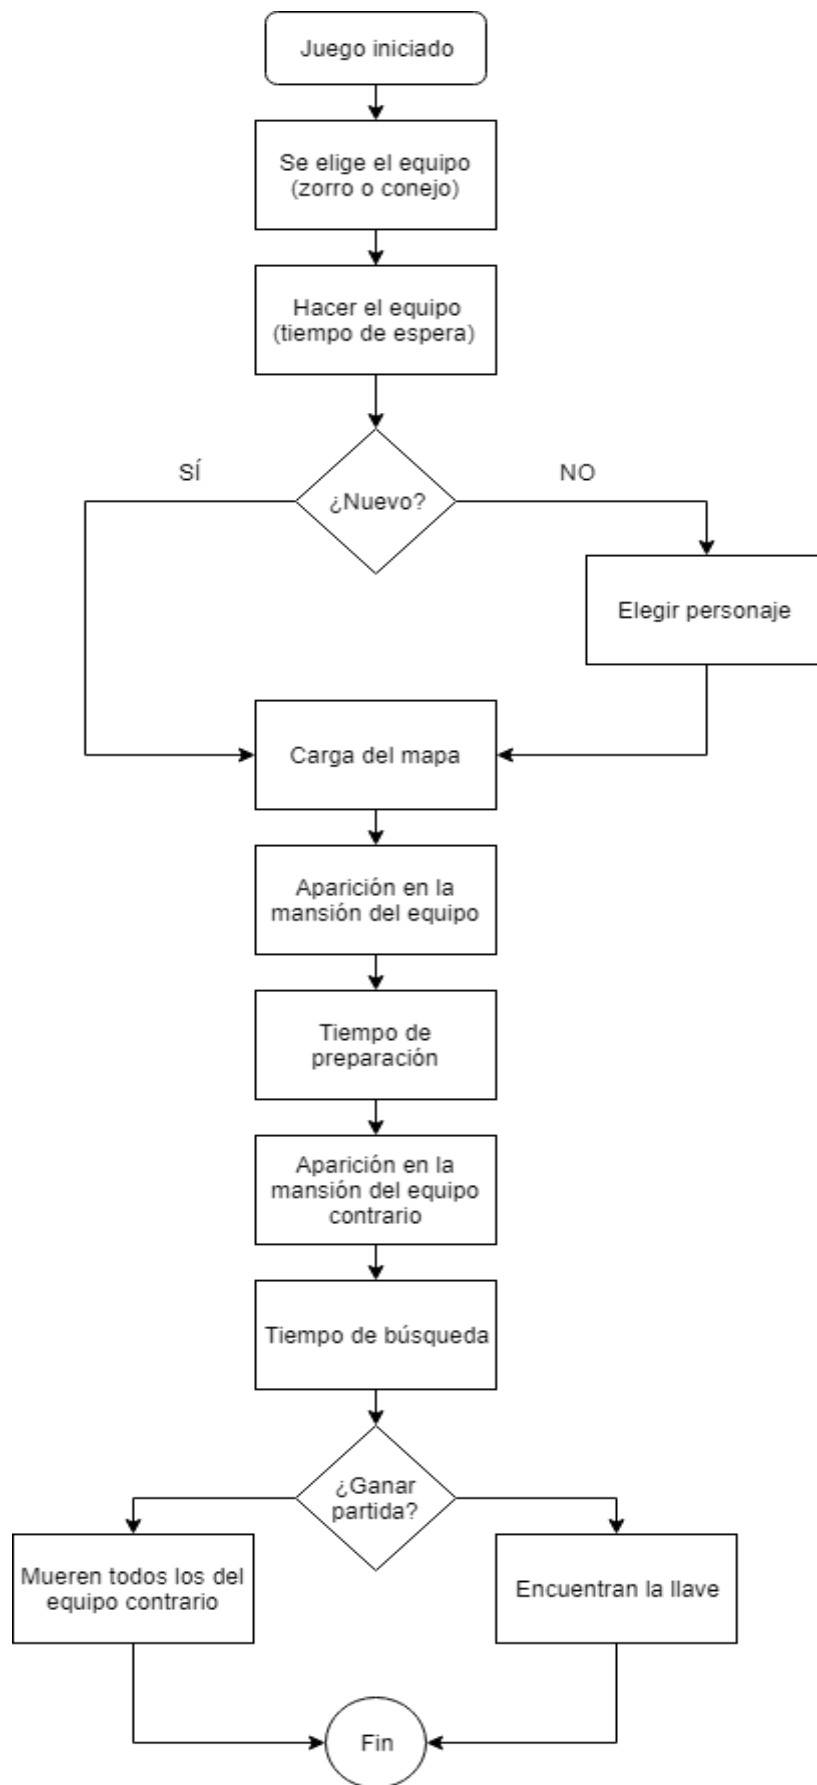 Juego iniciado
Se elige el equipo
(zorro o conejo)
Hacer el equipo
(tiempo de espera)
SÍ
¿Nuevo?
NO
Elegir personaje
Carga del mapa
Aparición en la
mansión del equipo
Tiempo de
preparación
Aparición en la
mansión del equipo
contrario
Tiempo de búsqueda
¿Ganar
partida?
Mueren todos los del
equipo contrario
Encuentran la llave
Fin